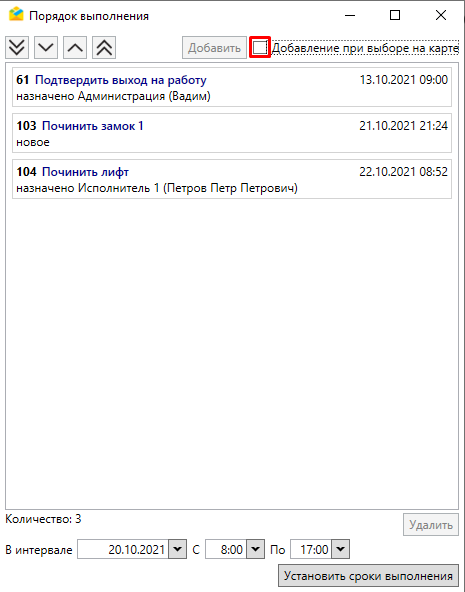 Порядок выполнения
Добавить Добавление при выборе на карте
61 Подтвердить выход на работу 13.10.2021 09:00
назначено Администрация (Вадим)
103 Починить замок 1 21.10.2021 21:24
новое
104 Починить лифт 22.10.2021 08:52
назначено Исполнитель 1 (Петров Петр Петрович)
Количество: 3
Удалить
В интервале 20.10.2021 С 8:00 По 17:00
Установить сроки выполнения